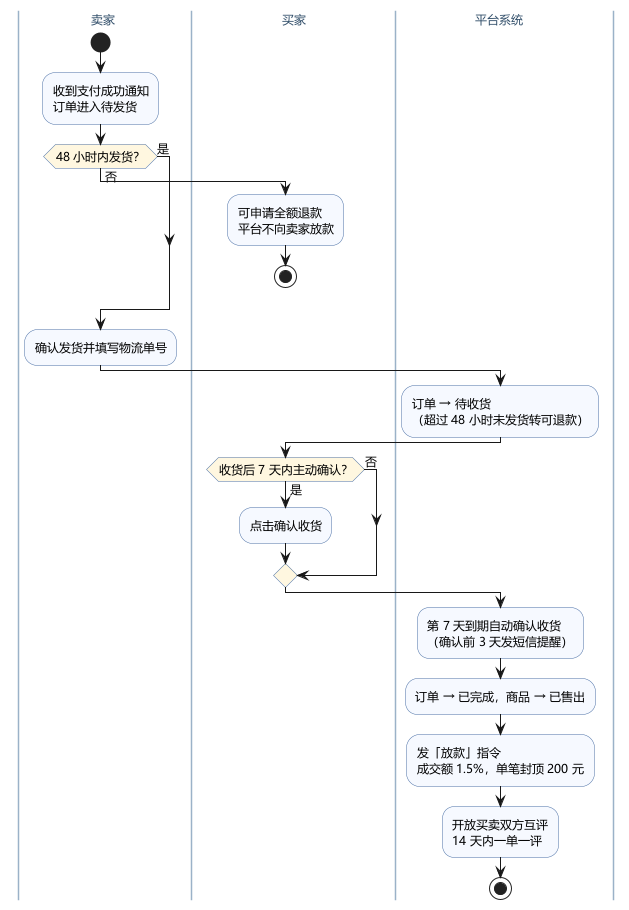 卖家
买家
平台系统
收到支付成功通知
订单进入待发货
48 小时内发货？
是
否
可申请全额退款
平台不向卖家放款
确认发货并填写物流单号
订单 → 待收货
（超过 48 小时未发货转可退款）
收货后 7 天内主动确认？
否
是
点击确认收货
第 7 天到期自动确认收货
（确认前 3 天发短信提醒）
订单 → 已完成，商品 → 已售出
发「放款」指令
成交额 1.5%，单笔封顶 200 元
开放买卖双方互评
14 天内一单一评